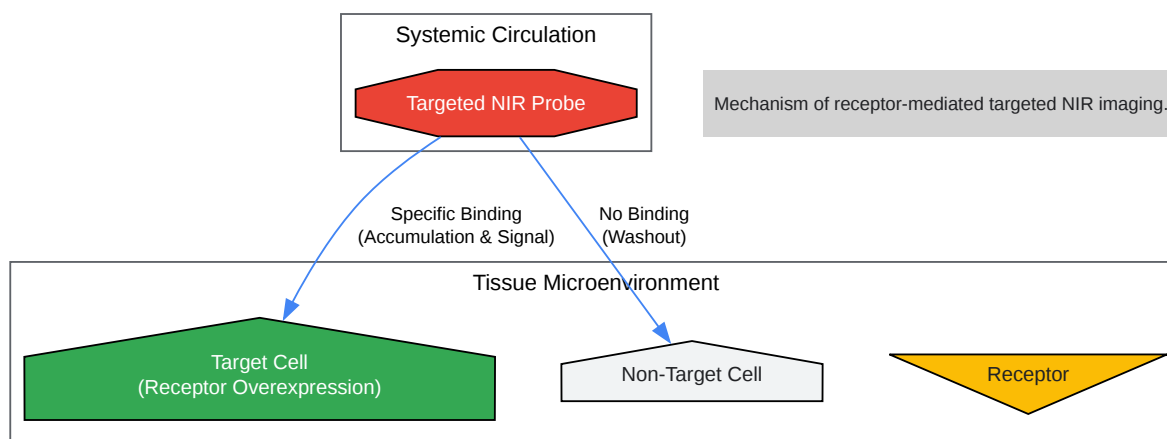 Systemic Circulation
Targeted NIR Probe
Mechanism of receptor-mediated targeted NIR imaging.
Specific Binding
(Accumulation & Signal)
No Binding
(Washout)
Tissue Microenvironment
Target Cell
(Receptor Overexpression)
Non-Target Cell
Receptor